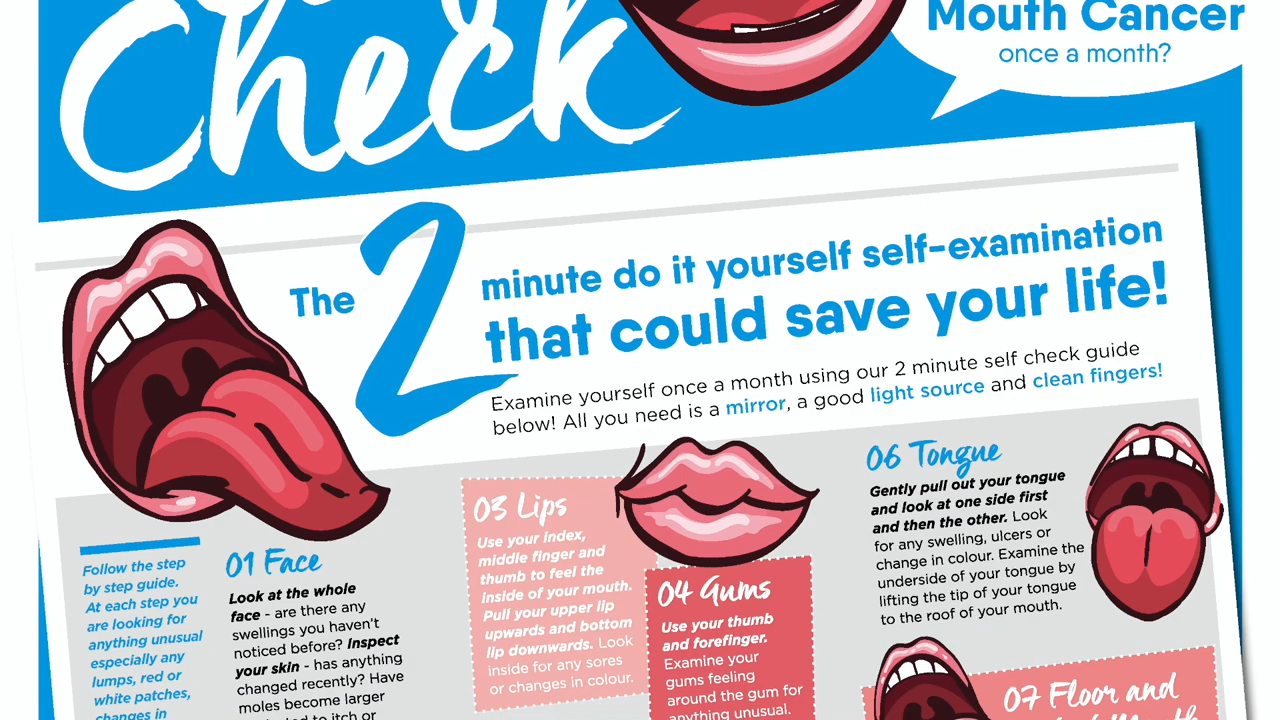 Check
Mouth Cancer
once a month?
The 2 minute do it yourself self-examination
that could save your life!
Examine yourself once a month using our 2 minute self check guide
below! All you need is a mirror, a good light source and clean fingers!
Follow the step
by step guide.
At each step you
are looking for
anything unusual
especially any
lumps, red or
white patches,
changes in
01 Face
Look at the whole
face - are there any
swellings you haven't
noticed before? Inspect
your skin - has anything
changed recently? Have
moles become larger
to itch or
03 Lips
Use your index,
middle finger and
thumb to feel the
inside of your mouth.
Pull your upper lip
upwards and bottom
lip downwards. Look
inside for any sores
or changes in colour.
04 Gums
Use your thumb
and forefinger.
Examine your
gums feeling
around the gum for
anything unusual.
06 Tongue
Gently pull out your tongue
and look at one side first
and then the other. Look
for any swelling, ulcers or
change in colour. Examine the
underside of your tongue by
lifting the tip of your tongue
to the roof of your mouth.
07 Floor and